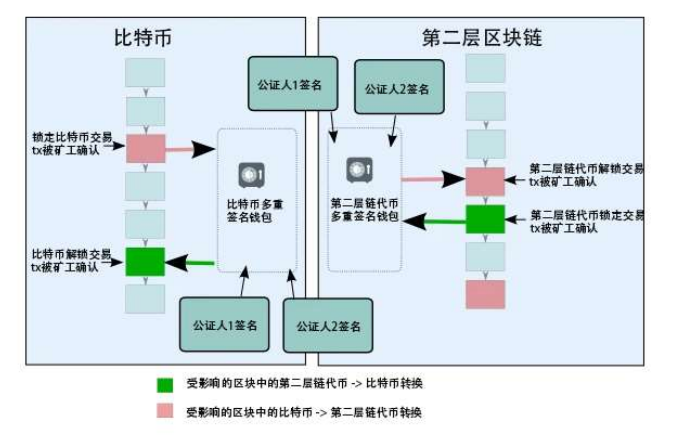 比特币
第二层区块链
公证人1签名
公证人2签名
锁定比特币交易
tx被矿工确认
1
比特币多重
签名钱包
1
第二层链代币
多重签名钱包
第二层链代币解锁交易
tx被矿工确认
第二层链代币锁定交易
tx被矿工确认
比特币解锁交易
tx被矿工确认
公证人1签名
公证人2签名
受影响的区块中的第二层链代币 -> 比特币转换
受影响的区块中的比特币 -> 第二层链代币转换